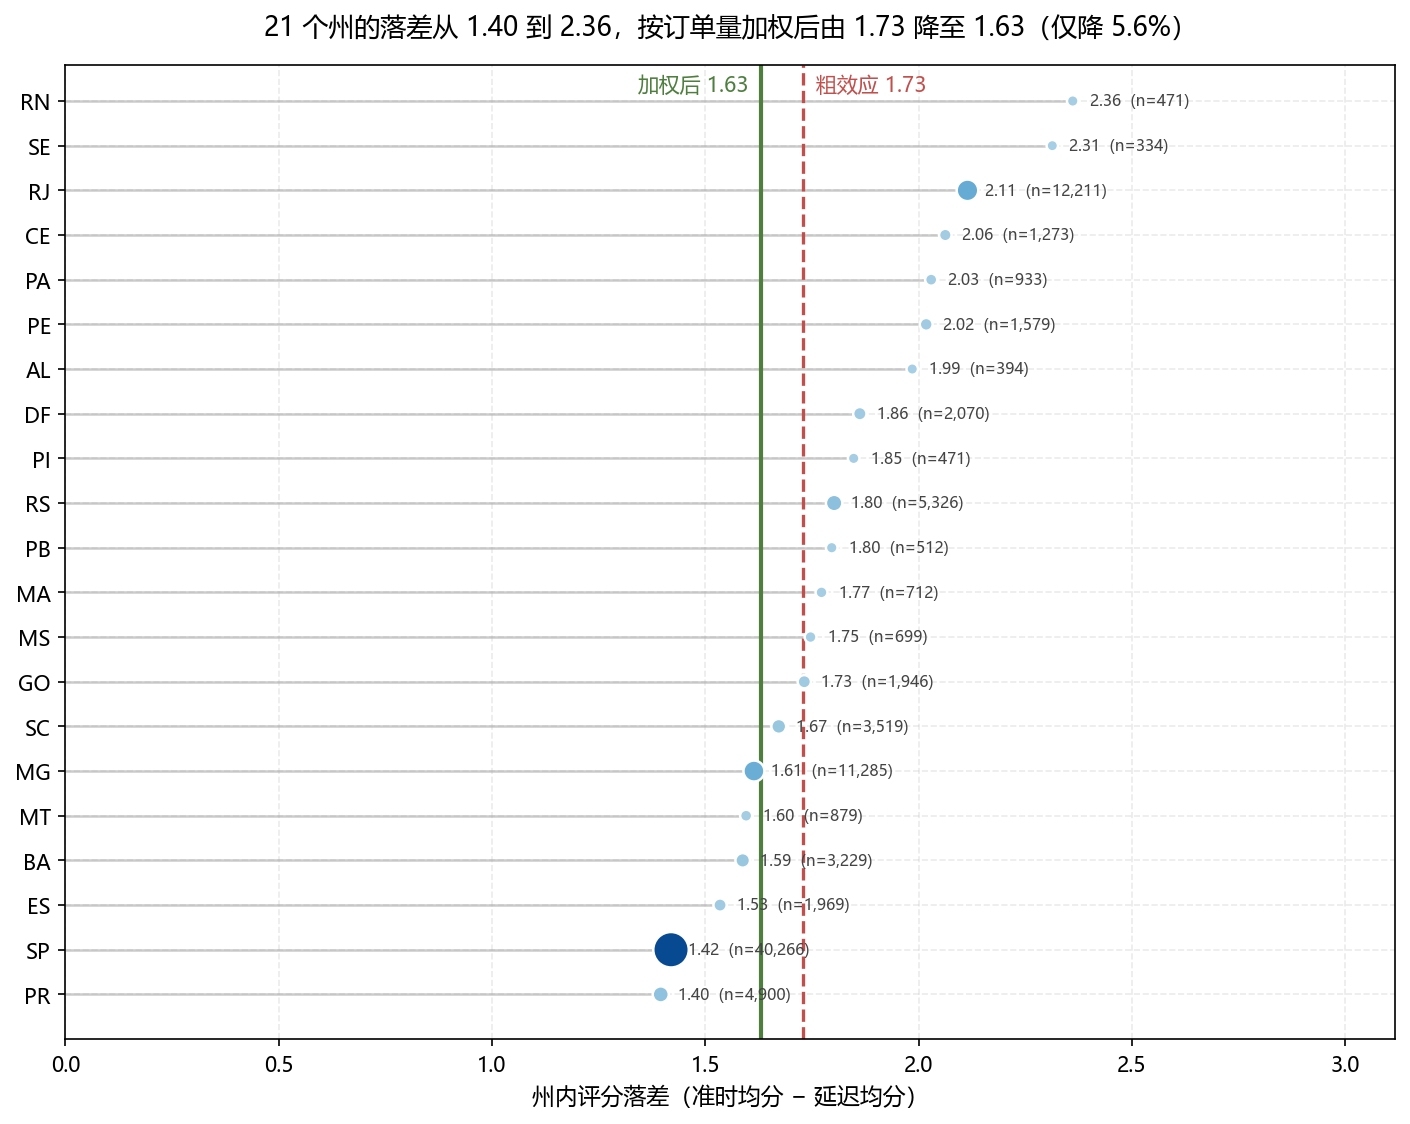 21 个州的落差从 1.40 到 2.36，按订单量加权后由 1.73 降至 1.63（仅降 5.6%）
加权后 1.63 粗效应 1.73
RN 2.36 (n=471)
SE 2.31 (n=334)
RJ 2.11 (n=12,211)
CE 2.06 (n=1,273)
PA 2.03 (n=933)
PE 2.02 (n=1,579)
AL 1.99 (n=394)
DF 1.86 (n=2,070)
PI 1.85 (n=471)
RS 1.80 (n=5,326)
PB 1.80 (n=512)
MA 1.77 (n=712)
MS 1.75 (n=699)
GO 1.73 (n=1,946)
SC 1.67 (n=3,519)
MG 1.61 (n=11,285)
MT 1.60 (n=879)
BA 1.59 (n=3,229)
ES 1.53 (n=1,969)
SP 1.42 (n=40,266)
PR 1.40 (n=4,900)
0.0 0.5 1.0 1.5 2.0 2.5 3.0
州内评分落差（准时均分 − 延迟均分）